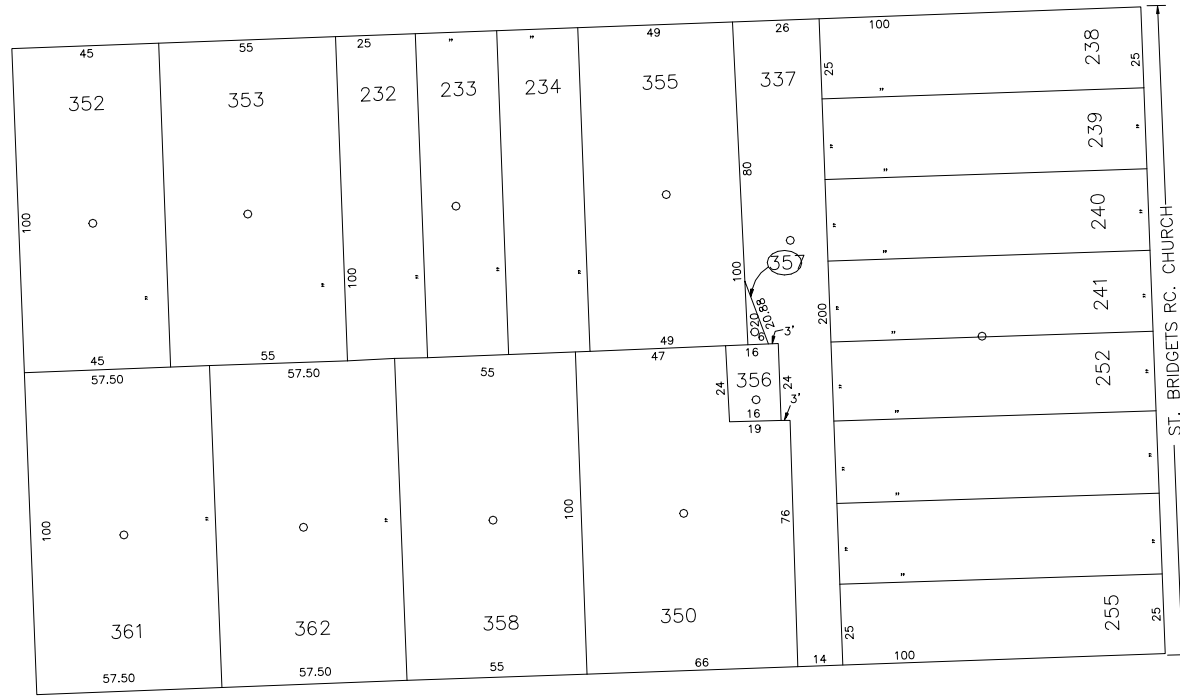 45 55 25 " " 49 26 100
352 353 232 233 234 355 337 25 238 25
"
" 239 "
80 "
100 " 240 "
"
357
" " 100 " " " 100 " 241 "
20 20.88 200 "
3'
45 55 49 16
57.50 57.50 55 47 24 356 24 " 252 "
3'
16
19 "
" "
100 " " 100 76 "
" "
"
361 362 358 350 25 255 25
57.50 57.50 55 66 14 100
ST. BRIDGETS RC. CHURCH